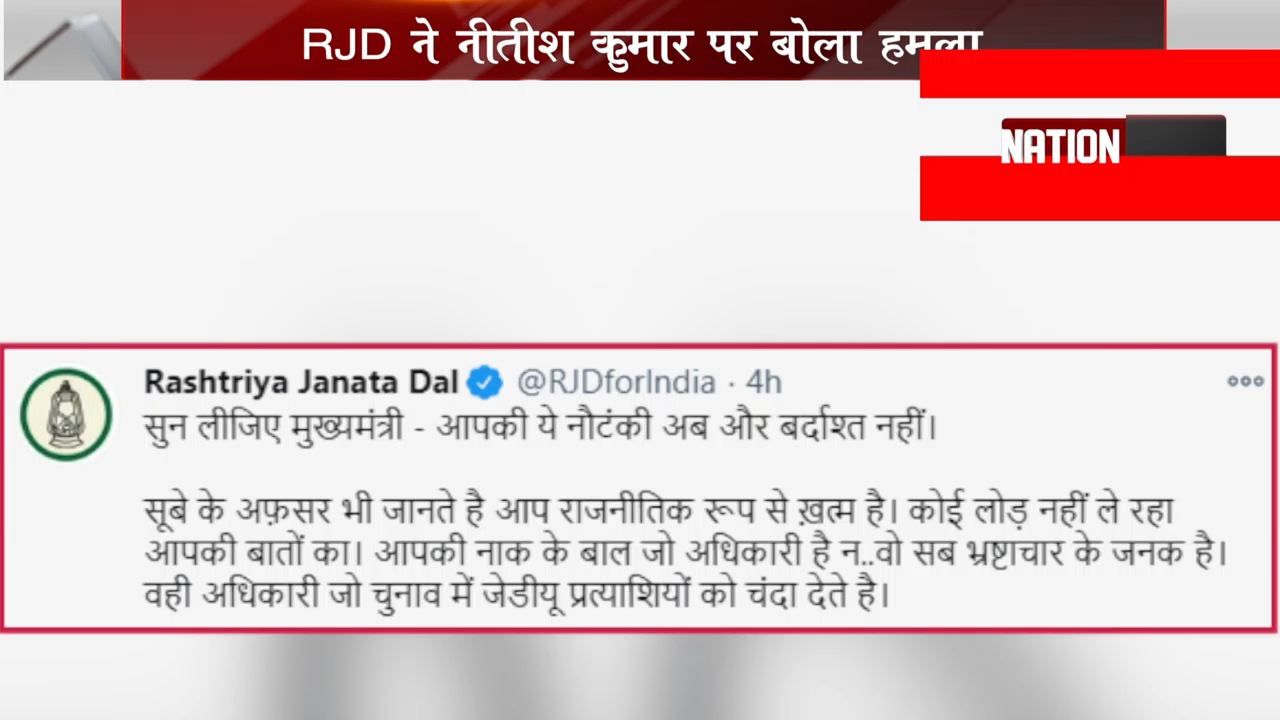 RJD ने नीतीश कुमार पर बोला हमला
NATION
Rashtriya Janata Dal @RJDforIndia · 4h
सुन लीजिए मुख्यमंत्री - आपकी ये नौटंकी अब और बर्दाश्त नहीं।
सूबे के अफ़सर भी जानते है आप राजनीतिक रूप से ख़त्म है। कोई लोड़ नहीं ले रहा
आपकी बातों का। आपकी नाक के बाल जो अधिकारी है न..वो सब भ्रष्टाचार के जनक है।
वही अधिकारी जो चुनाव में जेडीयू प्रत्याशियों को चंदा देते है।